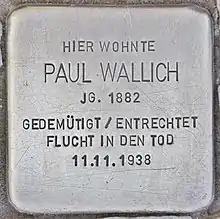 HIER WOHNTE
PAUL WALLICH
JG. 1882
GEDEMÜTIGT / ENTRECHTET
FLUCHT IN DEN TOD
11.11.1938